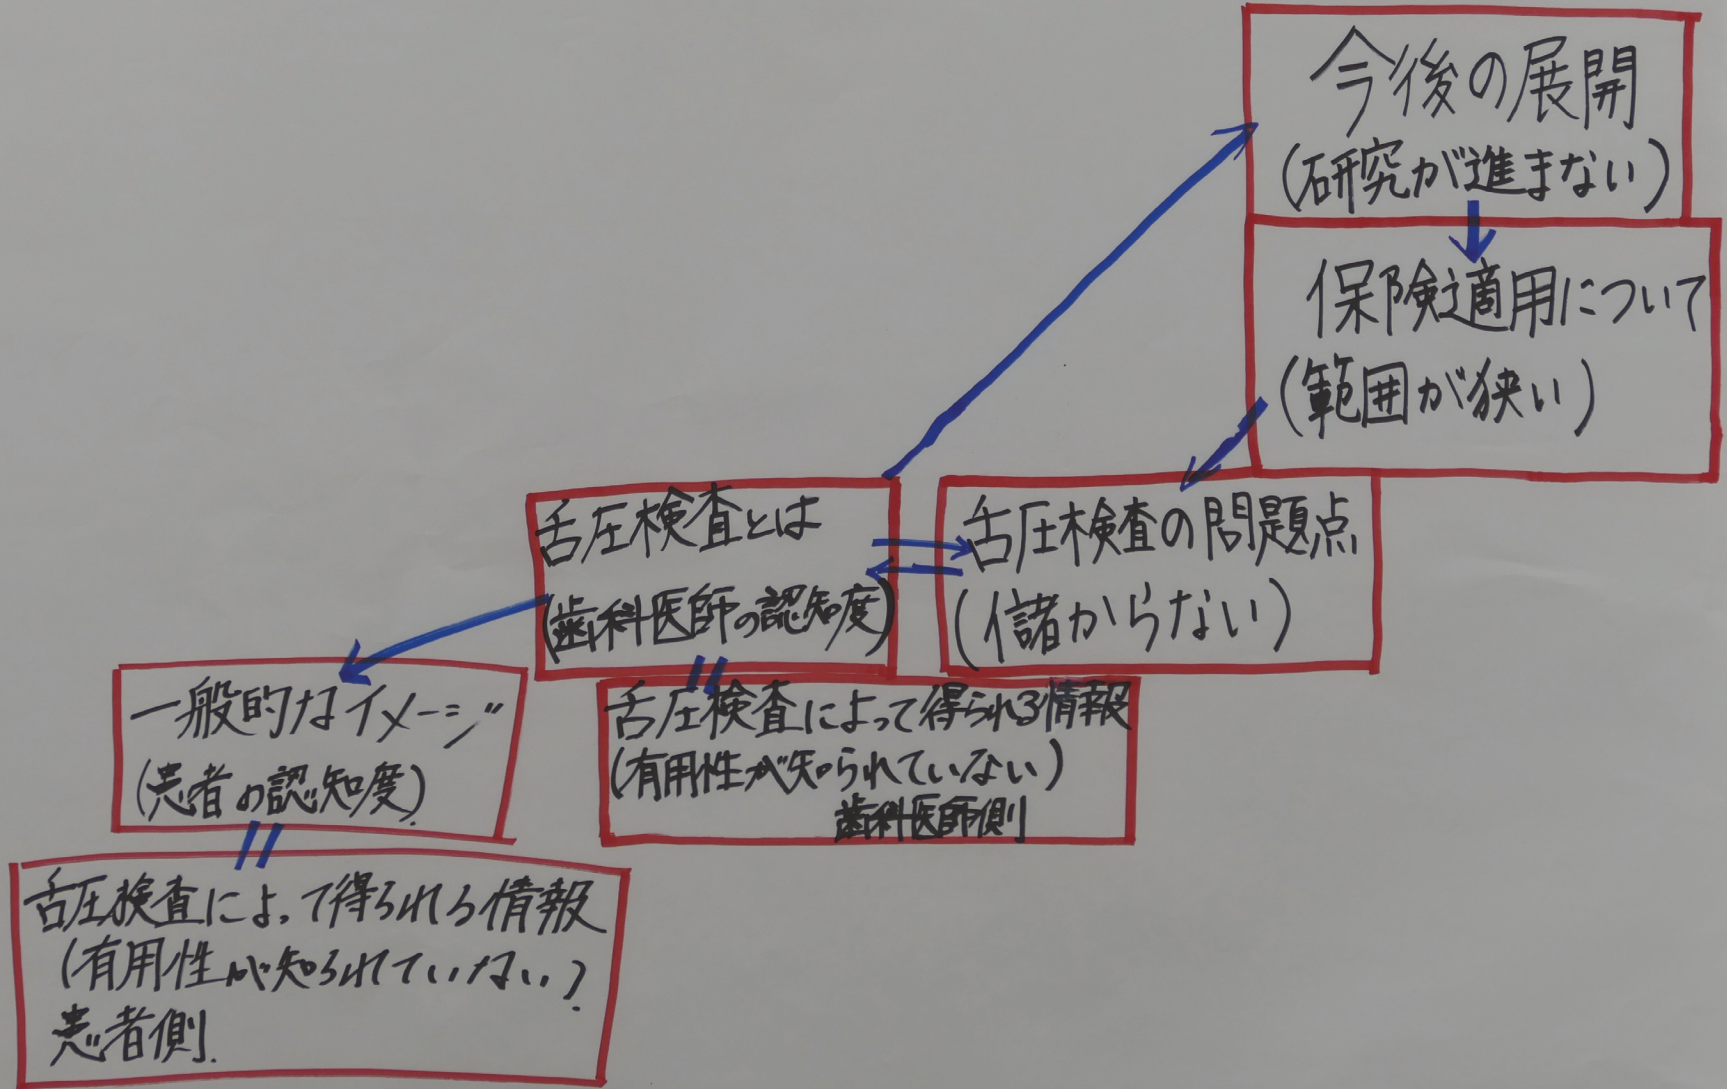 今後の展開
(研究が進まない)
保険適用について
(範囲が狭い)
舌圧検査とは
(歯科医師の認知度)
舌圧検査の問題点
(儲からない)
一般的なイメージ
(患者の認知度)
舌圧検査によって得られる情報
(有用性が知られていない)
歯科医師側
舌圧検査によって得られる情報
(有用性が知られていない)
患者側